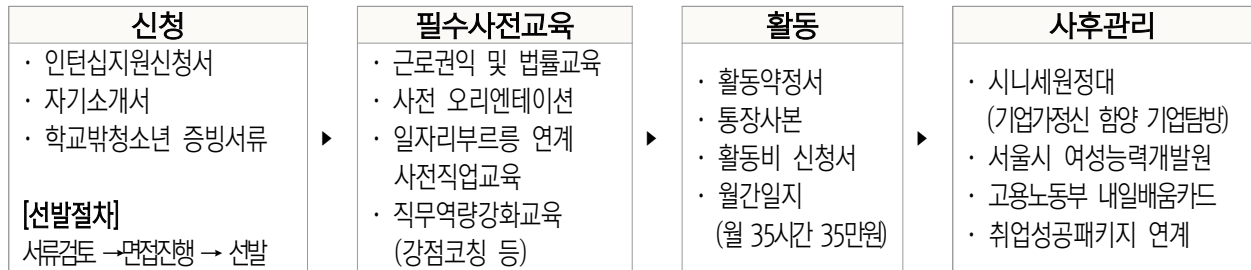 신청
· 인턴십지원신청서
· 자기소개서
· 학교밖청소년 증빙서류
[선발절차]
서류검토 →면접진행 → 선발
▶
필수사전교육
· 근로권익 및 법률교육
· 사전 오리엔테이션
· 일자리부르릉 연계
사전직업교육
· 직무역량강화교육
(강점코칭 등)
▶
활동
· 활동약정서
· 통장사본
· 활동비 신청서
· 월간일지
(월 35시간 35만원)
▶
사후관리
· 시니세원정대
(기업가정신 함양 기업탐방)
· 서울시 여성능력개발원
· 고용노동부 내일배움카드
· 취업성공패키지 연계